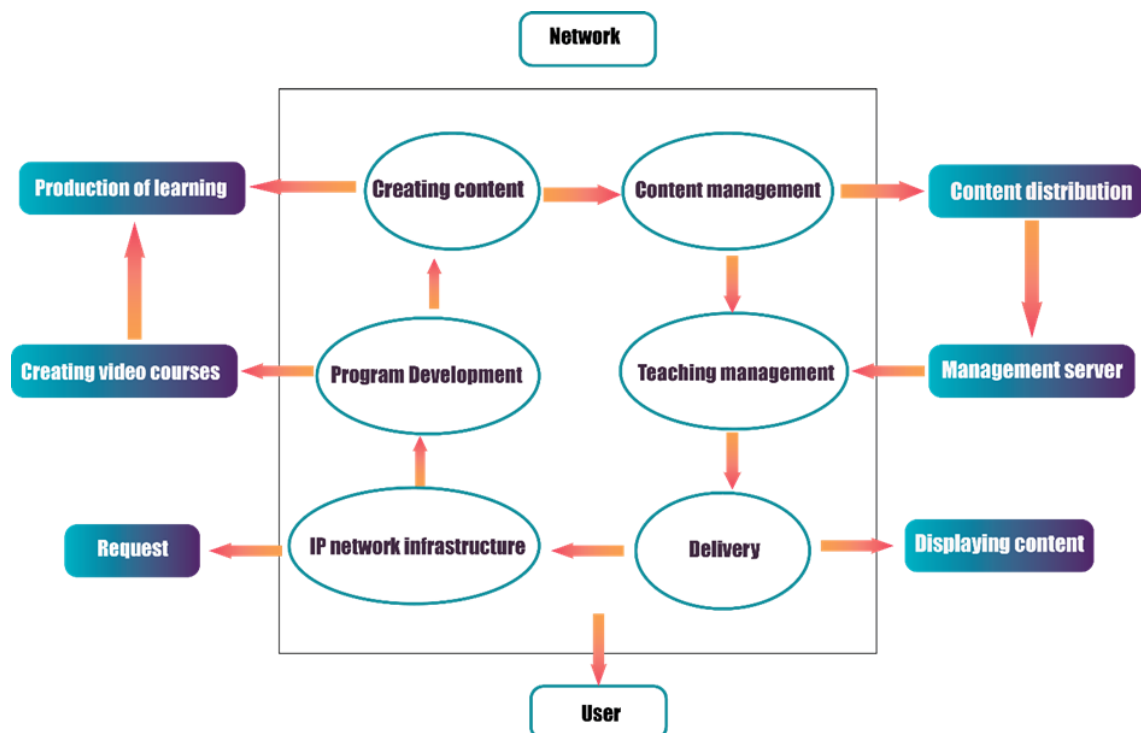 Network
Creating content
Content management
Production of learning
Content distribution
Program Development
Teaching management
Creating video courses
Management server
IP network infrastructure
Delivery
Request
Displaying content
User